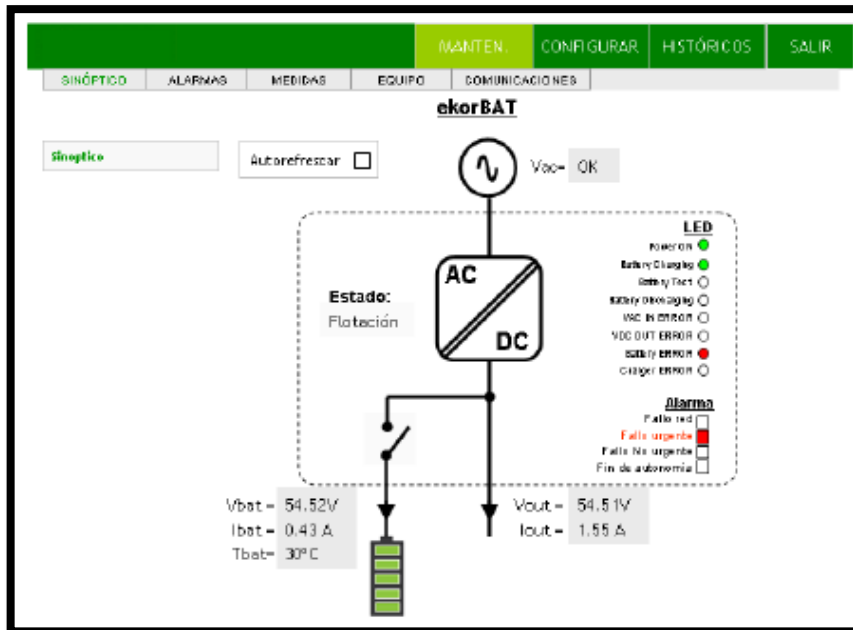 MANTEN. CONFIGURAR HISTÓRICOS SALIR
SINÓPTICO ALARMAS MEDIDAS EQUIPO COMUNICACIONES
ekorBAT
Sinoptico
Autorefrescar
Vac= OK
LED
Power ON
Battery Charging
Battery Test
Battery Discharging
VAC IN ERROR
VDC OUT ERROR
Battery ERROR
Charger ERROR
AC
DC
Estado:
Flotación
Alarma
Fallo red
Fallo urgente
Fallo No urgente
Fin de autonomía
Vbat = 54.52V
Ibat = 0.43 A
Tbat= 30ºC
Vout = 54.51V
Iout = 1.55 A